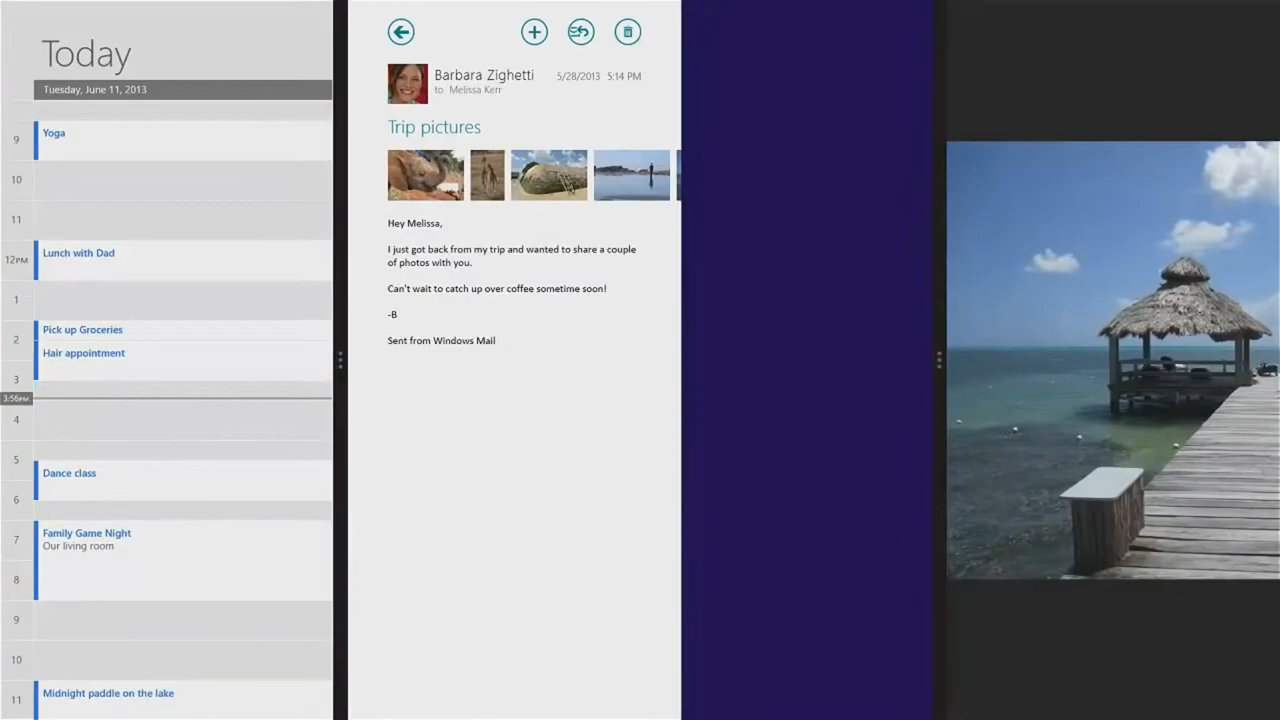 Today
Tuesday, June 11, 2013
9
Yoga
10
11
12PM
Lunch with Dad
1
2
Pick up Groceries
Hair appointment
3
3:56PM
4
5
Dance class
6
7
Family Game Night
Our living room
8
9
10
11
Midnight paddle on the lake
Barbara Zighetti
5/28/2013 5:14 PM
to Melissa Kerr
Trip pictures
Hey Melissa,
I just got back from my trip and wanted to share a couple
of photos with you.
Can't wait to catch up over coffee sometime soon!
-B
Sent from Windows Mail